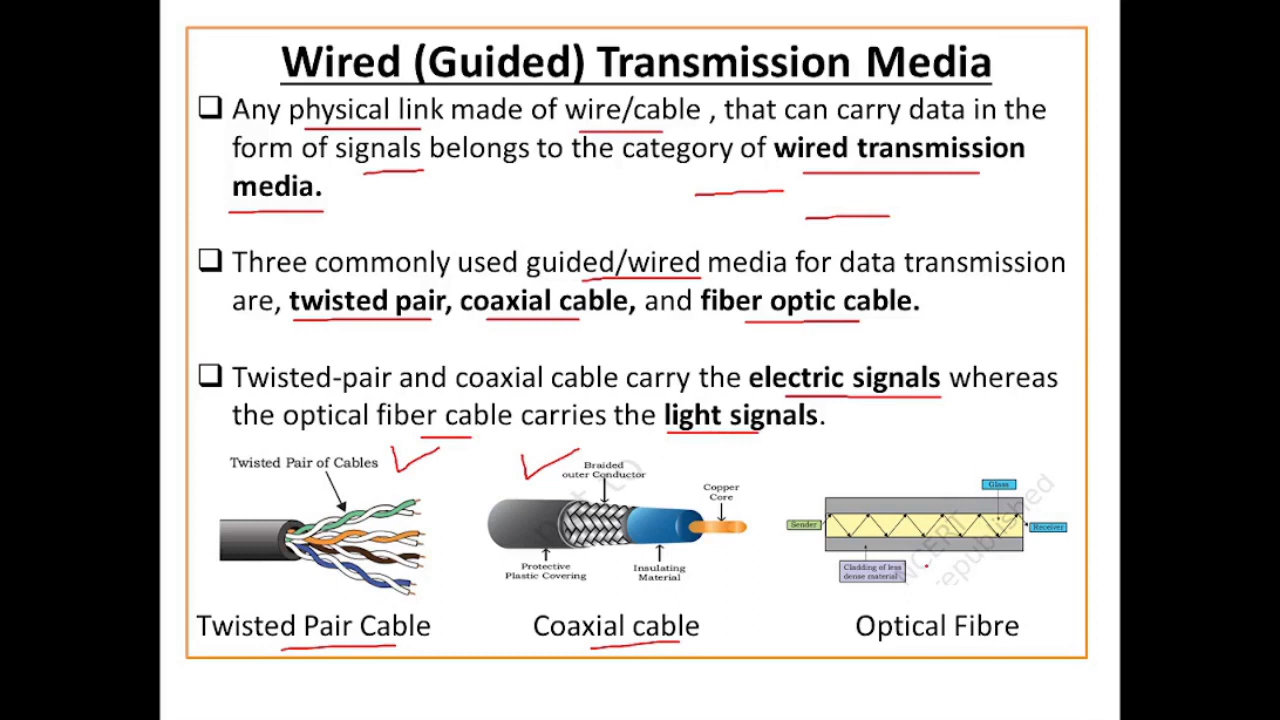 Wired (Guided) Transmission Media
❑ Any physical link made of wire/cable , that can carry data in the
form of signals belongs to the category of wired transmission
media.
❑ Three commonly used guided/wired media for data transmission
are, twisted pair, coaxial cable, and fiber optic cable.
❑ Twisted-pair and coaxial cable carry the electric signals whereas
the optical fiber cable carries the light signals.
Twisted Pair of Cables
Braided
outer Conductor
Copper
Core
Protective
Plastic Covering
Insulating
Material
Glass
Sender
Receiver
Cladding of less
dense material
NCERT
republished
Twisted Pair Cable
Coaxial cable
Optical Fibre